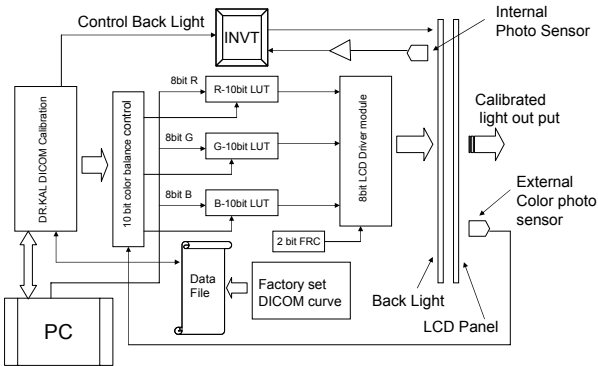 Control Back Light
INVT
Internal
Photo Sensor
DR.KAL DICOM Calibration
10 bit color balance control
8bit R
R-10bit LUT
8bit G
G-10bit LUT
8bit B
B-10bit LUT
8bit LCD Driver module
2 bit FRC
Calibrated
light out put
External
Color photo
sensor
Data
File
Factory set
DICOM curve
Back Light
LCD Panel
PC